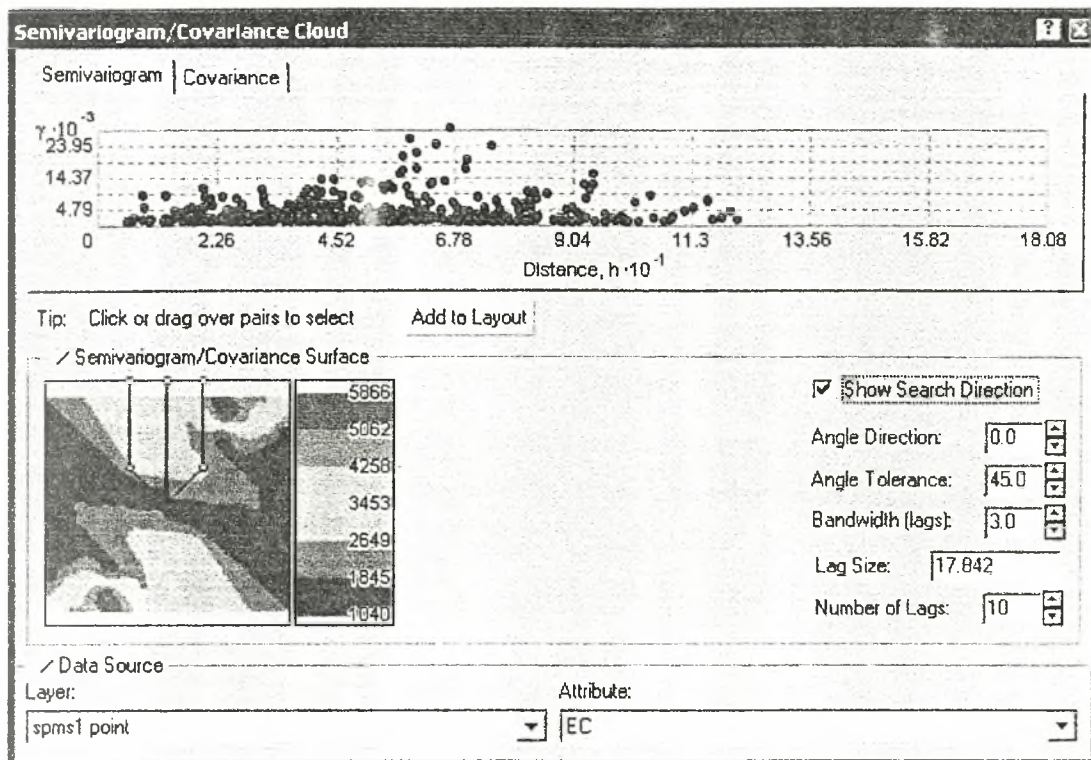 Semivariogram/Covariance Cloud
Semivariogram Covariance
γ·10⁻³
23.95
14.37
4.79
0 2.26 4.52 6.78 9.04 11.3 13.56 15.82 18.08
Distance, h·10⁻¹
Tip: Click or drag over pairs to select Add to Layout
Semivariogram/Covariance Surface
5866
5062
4258
3453
2649
1845
1040
Show Search Direction
Angle Direction: 0.0
Angle Tolerance: 45.0
Bandwidth (lags): 3.0
Lag Size: 17.842
Number of Lags: 10
Data Source
Layer: Attribute:
spms1 point EC